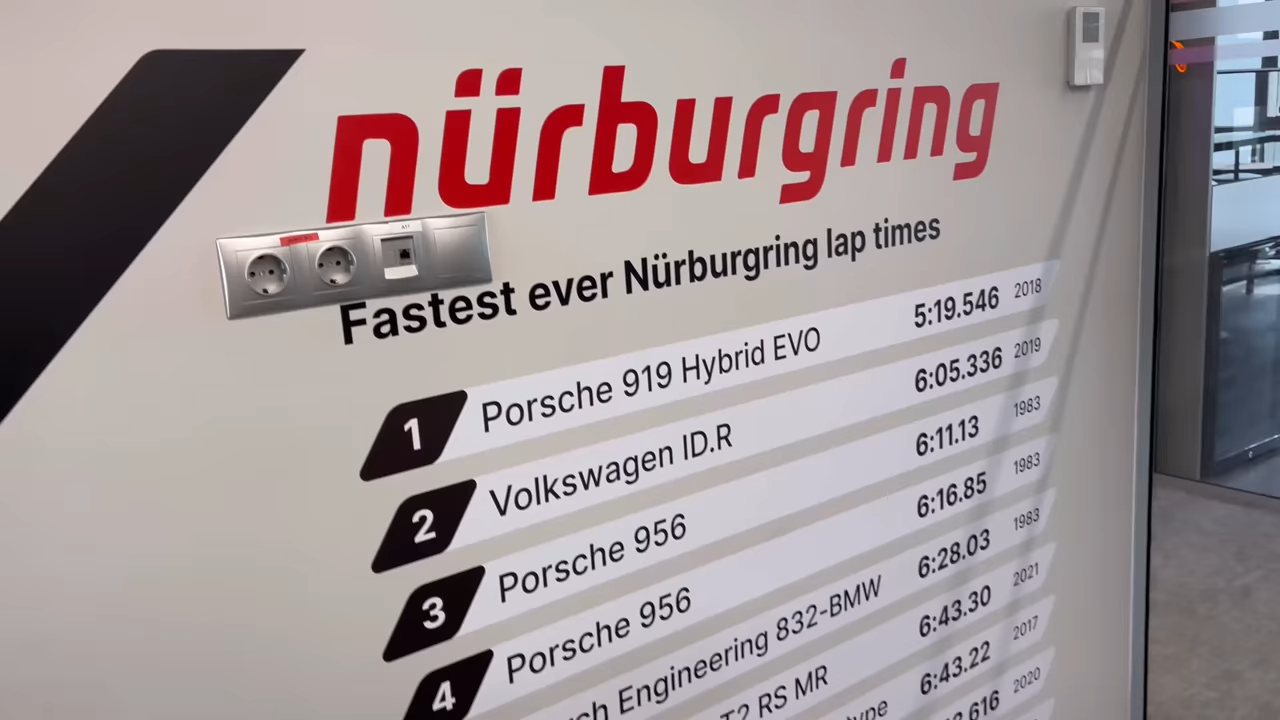 nürburgring
Fastest ever Nürburgring lap times
1 Porsche 919 Hybrid EVO 5:19.546 2018
2 Volkswagen ID.R 6:05.336 2019
3 Porsche 956 6:11.13 1983
4 Porsche 956 6:16.85 1983
Engineering 832-BMW 6:28.03 1983
RS MR 6:43.30 2021
6:43.22 2017
2020